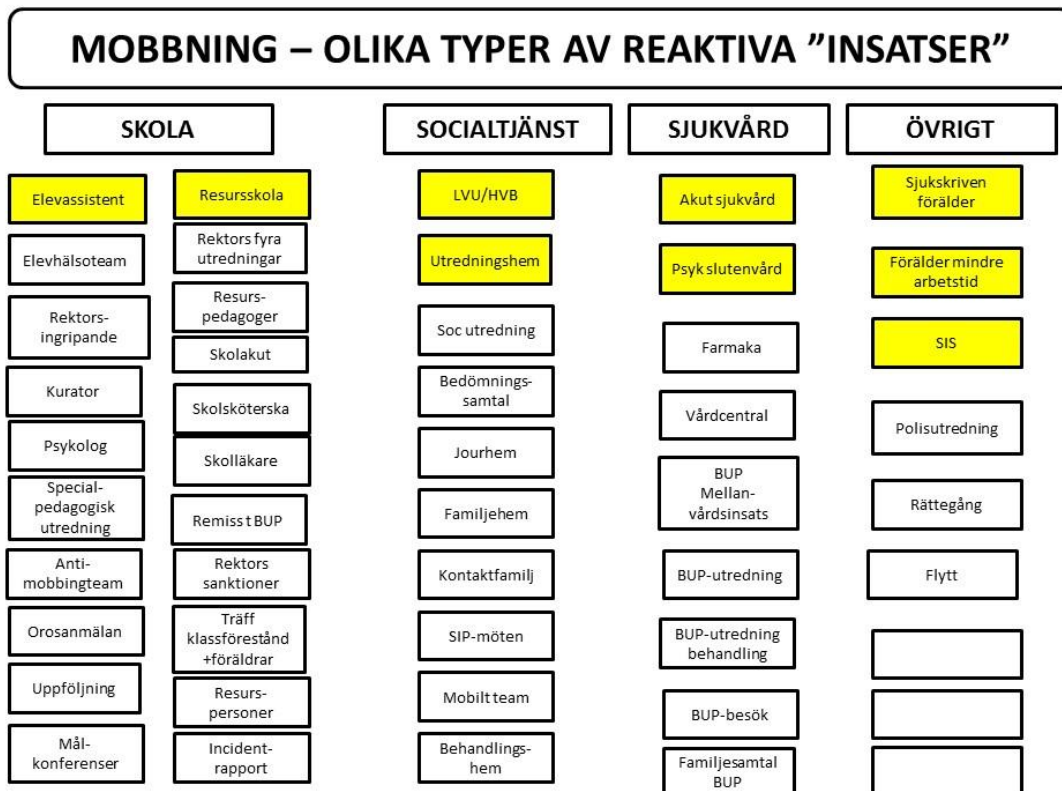 MOBBNING – OLIKA TYPER AV REAKTIVA ”INSATSER”
SKOLA
Elevassistent
Elevhälsoteam
Rektors-
ingripande
Kurator
Psykolog
Special-
pedagogisk
utredning
Anti-
mobbingteam
Orosanmälan
Uppföljning
Mål-
konferenser
Resursskola
Rektors fyra
utredningar
Resurs-
pedagoger
Skolakut
Skolsköterska
Skolläkare
Remiss t BUP
Rektors
sanktioner
Träff
klassförestånd
+föräldrar
Resurs-
personer
Incident-
rapport
SOCIALTJÄNST
LVU/HVB
Utredningshem
Soc utredning
Bedömnings-
samtal
Jourhem
Familjehem
Kontaktfamilj
SIP-möten
Mobilt team
Behandlings-
hem
SJUKVÅRD
Akut sjukvård
Psyk slutenvård
Farmaka
Vårdcentral
BUP
Mellan-
vårdsinsats
BUP-utredning
BUP-utredning
behandling
BUP-besök
Familjesamtal
BUP
ÖVRIGT
Sjukskriven
förälder
Förälder mindre
arbetstid
SIS
Polisutredning
Rättegång
Flytt